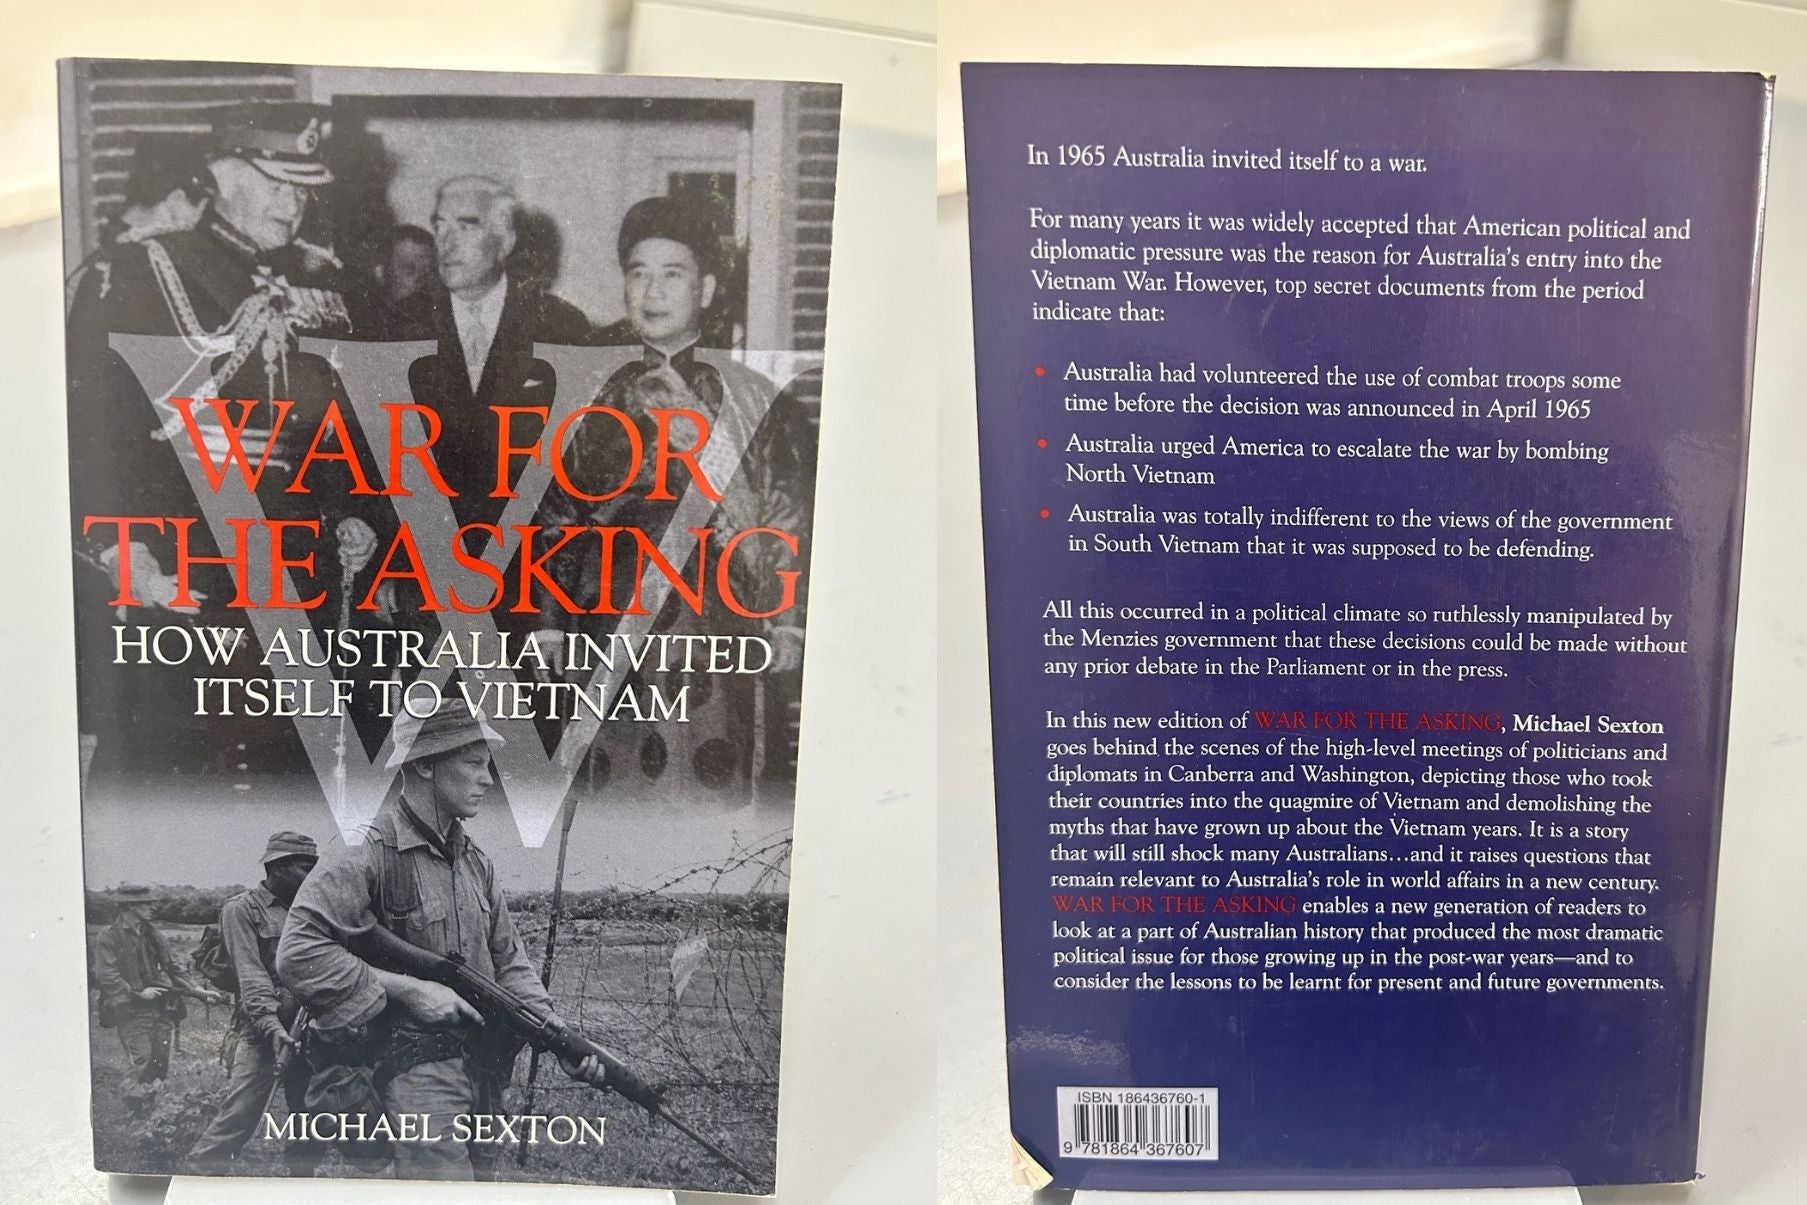 WAR FOR
THE ASKING
HOW AUSTRALIA INVITED
ITSELF TO VIETNAM
MICHAEL SEXTON
In 1965 Australia invited itself to a war.
For many years it was widely accepted that American political and
diplomatic pressure was the reason for Australia's entry into the
Vietnam War. However, top secret documents from the period
indicate that:
• Australia had volunteered the use of combat troops some
time before the decision was announced in April 1965
• Australia urged America to escalate the war by bombing
North Vietnam
• Australia was totally indifferent to the views of the government
in South Vietnam that it was supposed to be defending.
All this occurred in a political climate so ruthlessly manipulated by
the Menzies government that these decisions could be made without
any prior debate in the Parliament or in the press.
In this new edition of WAR FOR THE ASKING, Michael Sexton
goes behind the scenes of the high-level meetings of politicians and
diplomats in Canberra and Washington, depicting those who took
their countries into the quagmire of Vietnam and demolishing the
myths that have grown up about the Vietnam years. It is a story
that will still shock many Australians...and it raises questions that
remain relevant to Australia's role in world affairs in a new century.
WAR FOR THE ASKING enables a new generation of readers to
look at a part of Australian history that produced the most dramatic
political issue for those growing up in the post-war years—and to
consider the lessons to be learnt for present and future governments.
ISBN 186436760-1
9 781864 367607